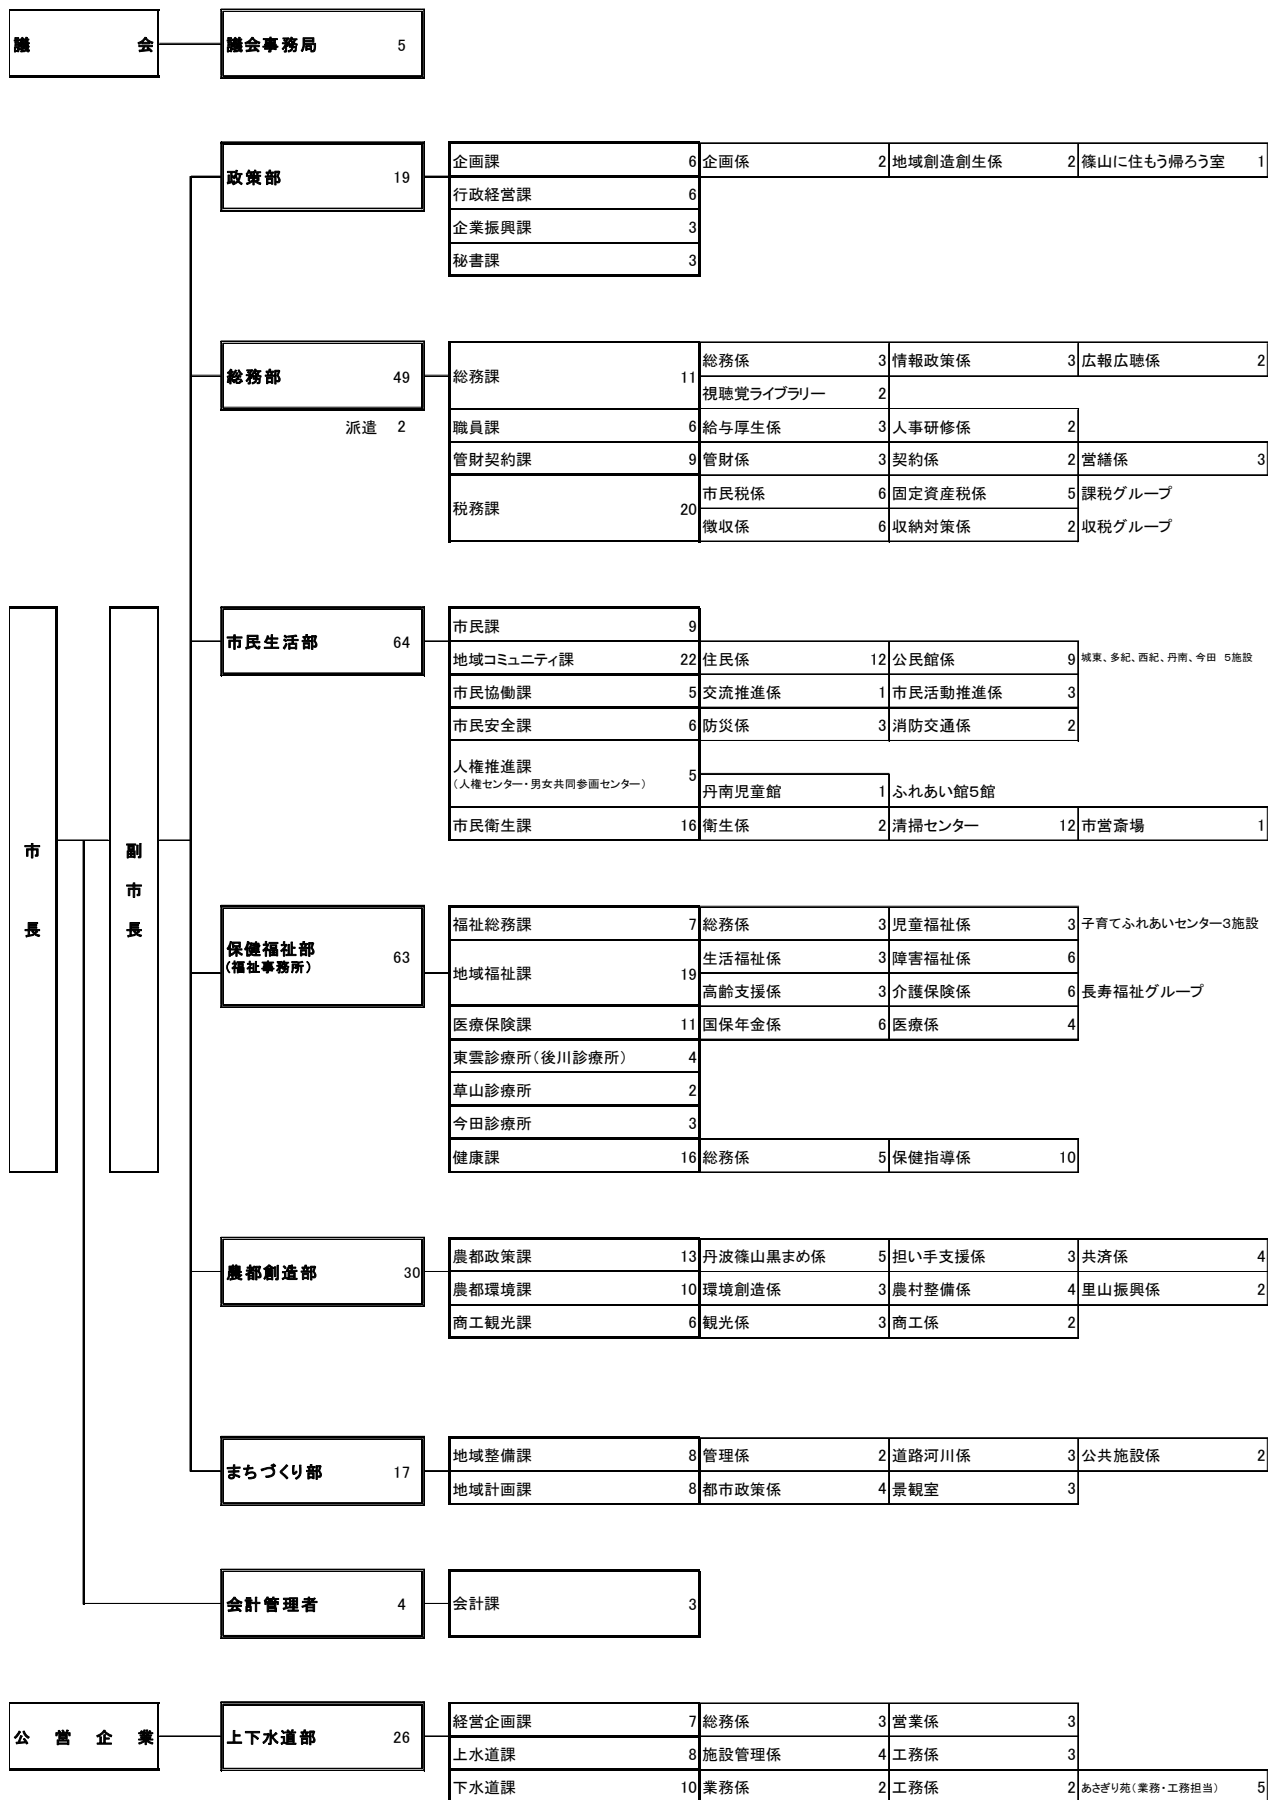 議会 議会事務局 5
政策部 19 企画課 6 企画係 2 地域創造創生係 2 篠山に住もう帰ろう室 1
行政経営課 6
企業振興課 3
秘書課 3
総務部 49 総務課 11 総務係 3 情報政策係 3 広報広聴係 2
視聴覚ライブラリー 2
派遣 2 職員課 6 給与厚生係 3 人事研修係 2
管財契約課 9 管財係 3 契約係 2 営繕係 3
税務課 20 市民税係 6 固定資産税係 5 課税グループ
徴収係 6 収納対策係 2 収税グループ
市長 副市長
市民生活部 64 市民課 9
地域コミュニティ課 22 住民係 12 公民館係 9 城東、多紀、西紀、丹南、今田 5施設
市民協働課 5 交流推進係 1 市民活動推進係 3
市民安全課 6 防災係 3 消防交通係 2
人権推進課 5
(人権センター・男女共同参画センター)
丹南児童館 1 ふれあい館5館
市民衛生課 16 衛生係 2 清掃センター 12 市営斎場 1
保健福祉部 63
(福祉事務所)
福祉総務課 7 総務係 3 児童福祉係 3 子育てふれあいセンター3施設
地域福祉課 19 生活福祉係 3 障害福祉係 6
高齢支援係 3 介護保険係 6 長寿福祉グループ
医療保険課 11 国保年金係 6 医療係 4
東雲診療所(後川診療所) 4
草山診療所 2
今田診療所 3
健康課 16 総務係 5 保健指導係 10
農都創造部 30 農都政策課 13 丹波篠山黒まめ係 5 担い手支援係 3 共済係 4
農都環境課 10 環境創造係 3 農村整備係 4 里山振興係 2
商工観光課 6 観光係 3 商工係 2
まちづくり部 17 地域整備課 8 管理係 2 道路河川係 3 公共施設係 2
地域計画課 8 都市政策係 4 景観室 3
会計管理者 4 会計課 3
公営企業 上下水道部 26 経営企画課 7 総務係 3 営業係 3
上水道課 8 施設管理係 4 工務係 3
下水道課 10 業務係 2 工務係 2 あさぎり苑(業務・工務担当) 5